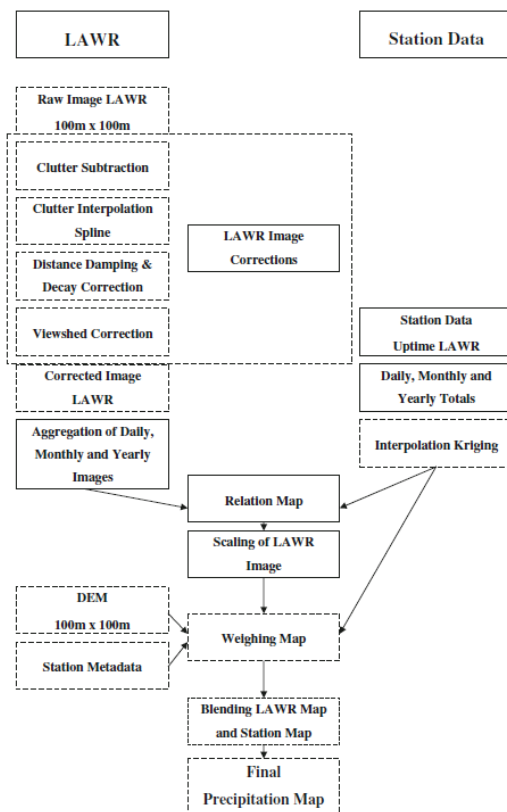 LAWR
Station Data
Raw Image LAWR
100m x 100m
Clutter Subtraction
Clutter Interpolation
Spline
LAWR Image
Corrections
Distance Damping &
Decay Correction
Viewshed Correction
Station Data
Uptime LAWR
Corrected Image
LAWR
Daily, Monthly and
Yearly Totals
Aggregation of Daily,
Monthly and Yearly
Images
Interpolation Kriging
Relation Map
Scaling of LAWR
Image
DEM
100m x 100m
Weighing Map
Station Metadata
Blending LAWR Map
and Station Map
Final
Precipitation Map